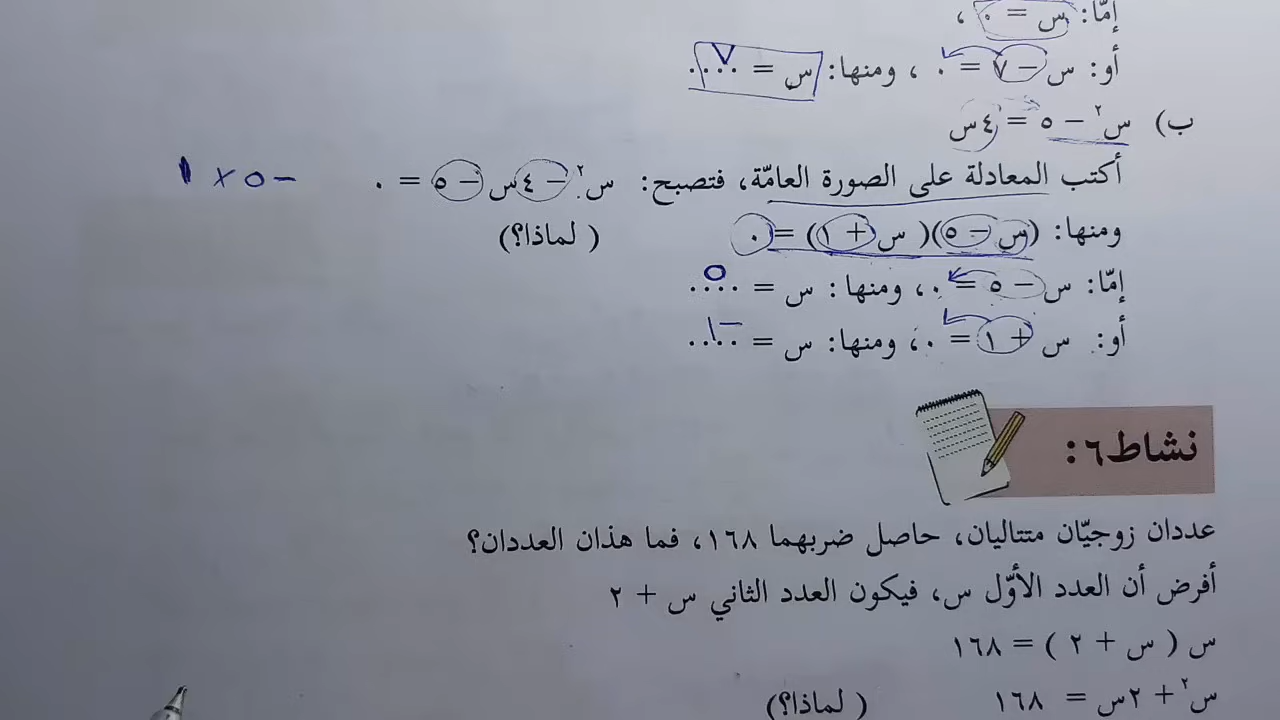 إمّا: س = ٠ ،
أو: س − ٧ = ٠ ، ومنها: س = ....٧
ب) س٢ − ٥ = ٤س
أكتب المعادلة على الصورة العامّة، فتصبح: س٢ − ٤س − ٥ = ٠ − ٥ × ١
ومنها: (س − ٥)(س + ١) = ٠ ( لماذا؟)
إمّا: س − ٥ = ٠، ومنها: س = ....٥
أو: س + ١ = ٠، ومنها: س = ....−١
نشاط٦:
عددان زوجيّان متتاليان، حاصل ضربهما ١٦٨، فما هذان العددان؟
أفرض أن العدد الأوّل س، فيكون العدد الثاني س + ٢
س ( س + ٢ ) = ١٦٨
س٢ + ٢س = ١٦٨ ( لماذا؟)